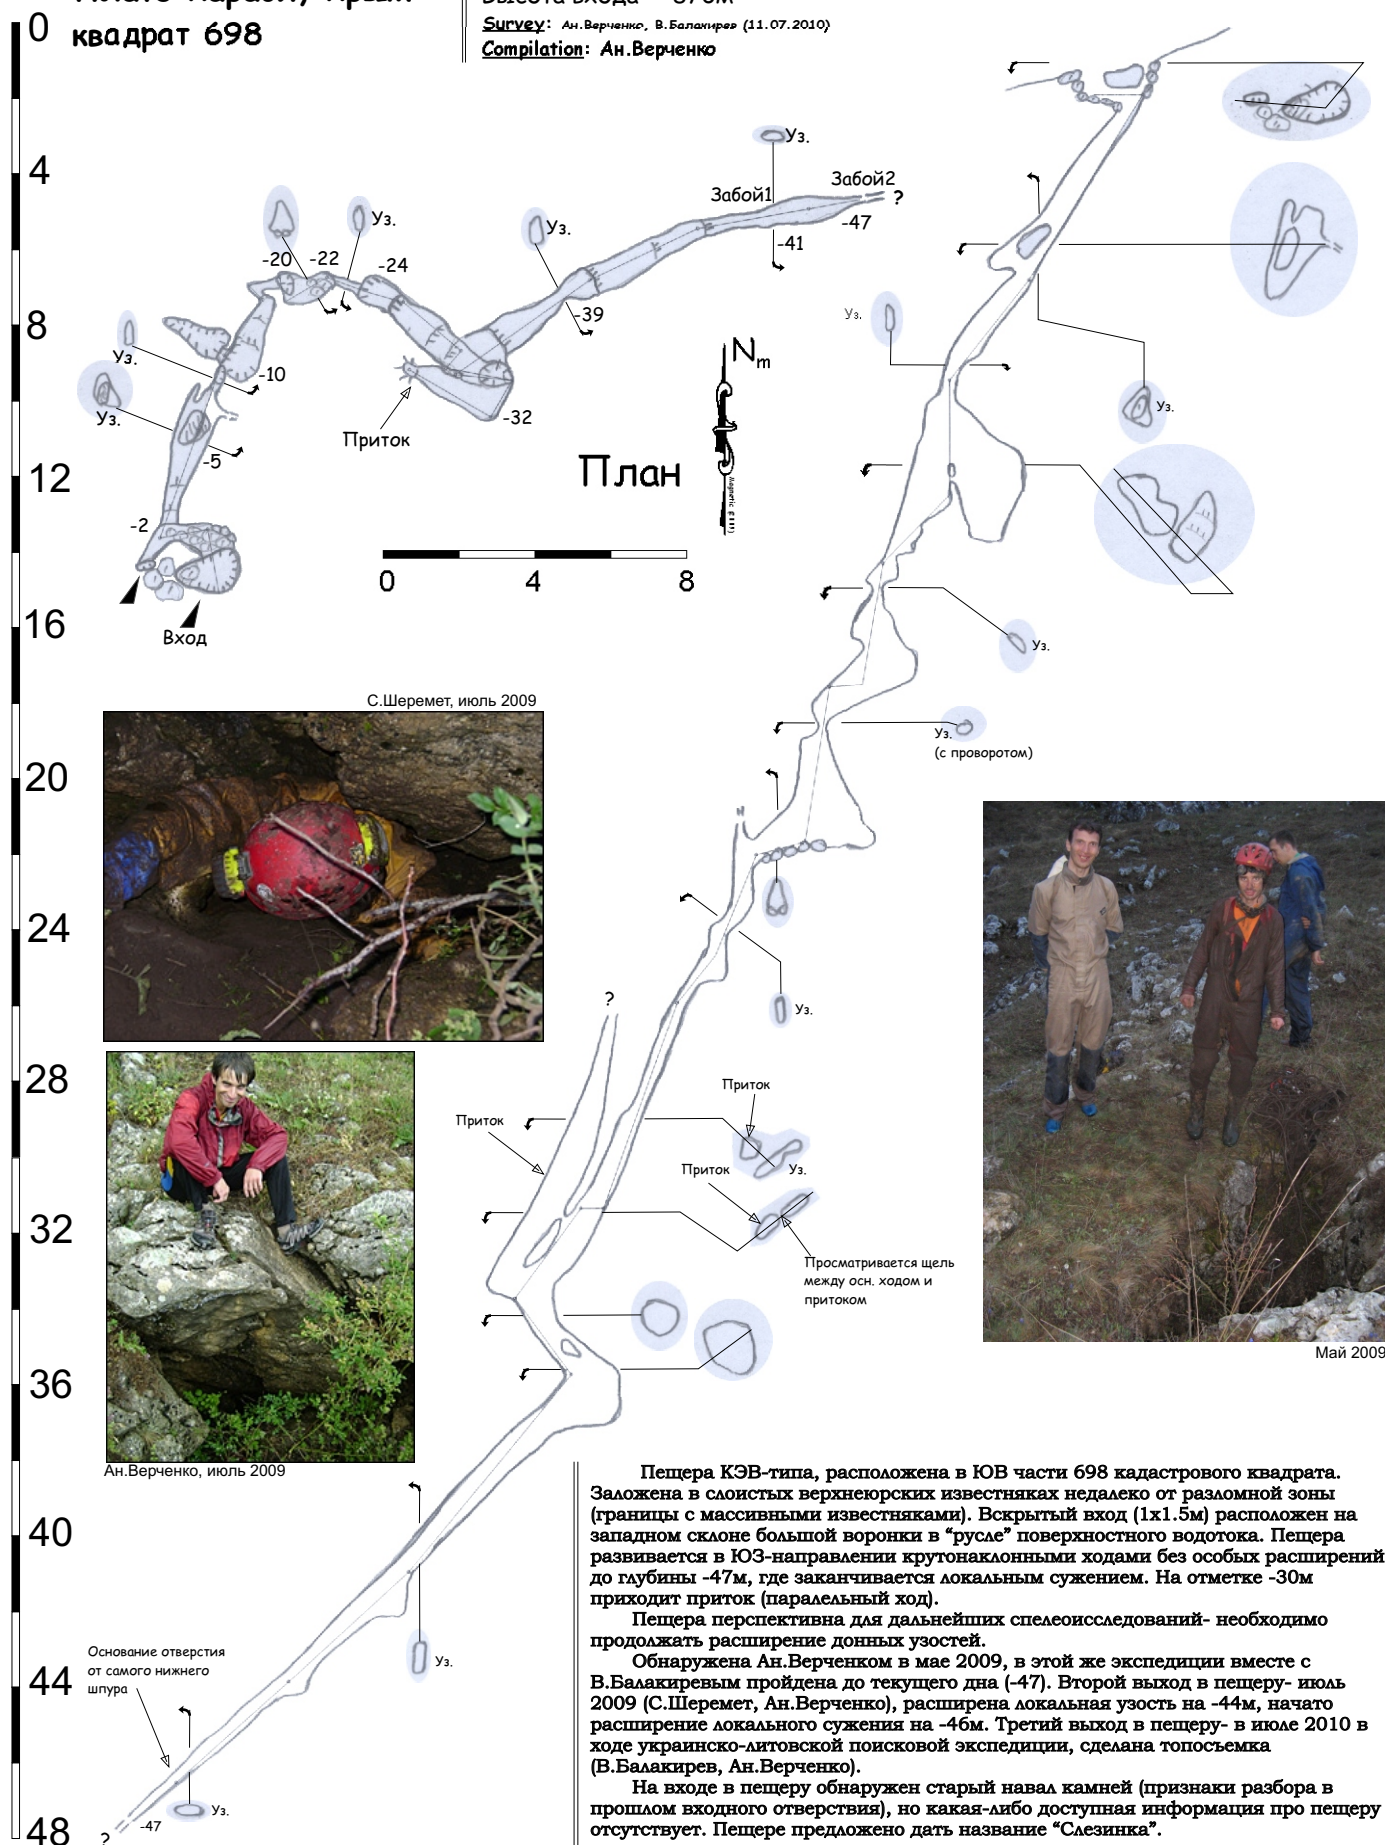 квадрат 698
Survey: Ан.Верченко, В.Балакирев (11.07.2010)
Compilation: Ан.Верченко
0
4
8
12
16
20
24
28
32
36
40
44
48
Уз.
Забой1
Забой2
?
-47
-41
Уз.
-20
-22
Уз.
-24
Уз.
-39
Уз.
-10
Уз.
-5
-32
Приток
-2
Вход
План
Nm
0 4 8
Уз.
Уз.
Уз.
Уз.
(с проворотом)
Уз.
?
Приток
Приток
Уз.
Приток
Просматривается щель
между осн. ходом и
притоком
Уз.
Основание отверстия
от самого нижнего
шпура
Уз.
-47
?
С.Шеремет, июль 2009
Ан.Верченко, июль 2009
Май 2009
Пещера КЭВ-типа, расположена в ЮВ части 698 кадастрового квадрата.
Заложена в слоистых верхнеюрских известняках недалеко от разломной зоны
(границы с массивными известняками). Вскрытый вход (1х1.5м) расположен на
западном склоне большой воронки в “русле” поверхностного водотока. Пещера
развивается в ЮЗ-направлении крутонаклонными ходами без особых расширений
до глубины -47м, где заканчивается локальным сужением. На отметке -30м
приходит приток (паралельный ход).
Пещера перспективна для дальнейших спелеоисследований- необходимо
продолжать расширение донных узостей.
Обнаружена Ан.Верченком в мае 2009, в этой же экспедиции вместе с
В.Балакиревым пройдена до текущего дна (-47). Второй выход в пещеру- июль
2009 (С.Шеремет, Ан.Верченко), расширена локальная узость на -44м, начато
расширение локального сужения на -46м. Третий выход в пещеру- в июле 2010 в
ходе украинско-литовской поисковой экспедиции, сделана топосъемка
(В.Балакирев, Ан.Верченко).
На входе в пещеру обнаружен старый навал камней (признаки разбора в
прошлом входного отверствия), но какая-либо доступная информация про пещеру
отсутствует. Пещере предложено дать название “Слезинка”.